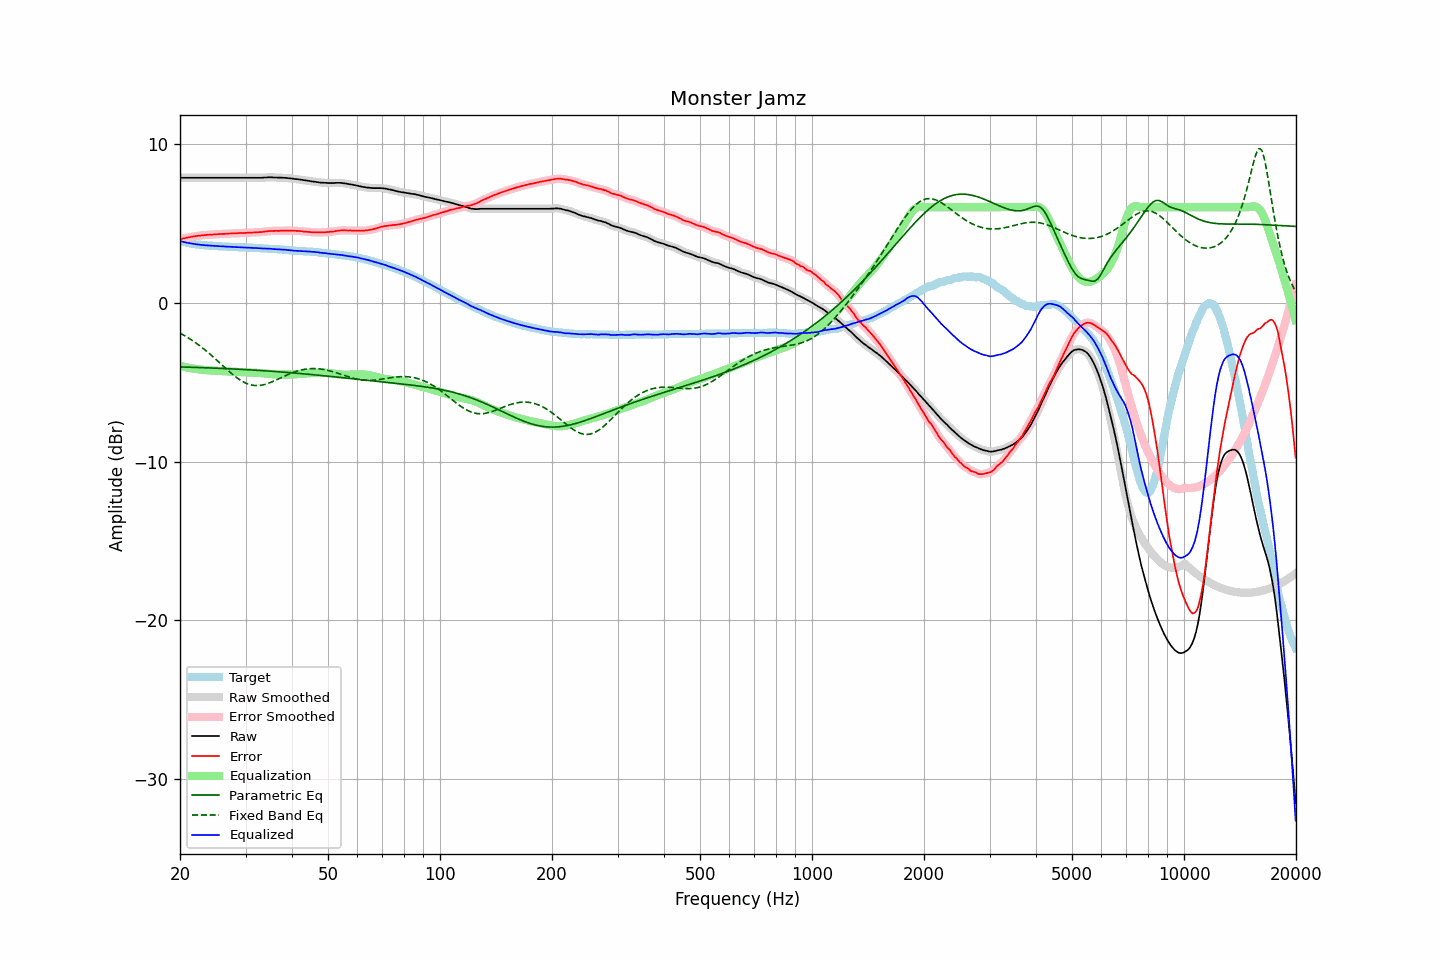 Monster Jamz
Amplitude (dBr)
10
0
−10
−20
−30
Target
Raw Smoothed
Error Smoothed
Raw
Error
Equalization
Parametric Eq
Fixed Band Eq
Equalized
20 50 100 200 500 1000 2000 5000 10000 20000
Frequency (Hz)